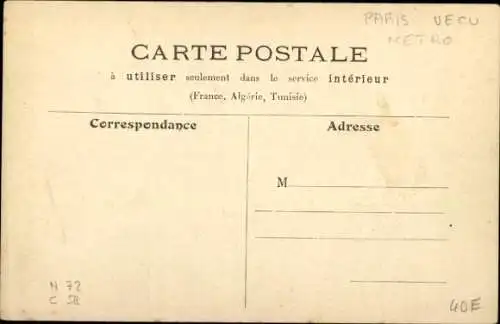 PARIS VECU
METRO
CARTE POSTALE
à utiliser seulement dans le service intérieur
(France, Algérie, Tunisie)
Correspondance
Adresse
M
N 72
C 58
40E